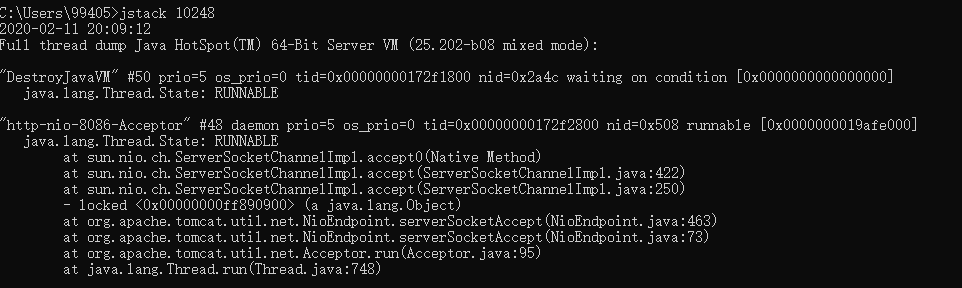 C:\Users\99405>jstack 10248
2020-02-11 20:09:12
Full thread dump Java HotSpot(TM) 64-Bit Server VM (25.202-b08 mixed mode):
"DestroyJavaVM" #50 prio=5 os_prio=0 tid=0x00000000172f1800 nid=0x2a4c waiting on condition [0x0000000000000000]
java.lang.Thread.State: RUNNABLE
"http-nio-8086-Acceptor" #48 daemon prio=5 os_prio=0 tid=0x00000000172f2800 nid=0x508 runnable [0x0000000019afe000]
java.lang.Thread.State: RUNNABLE
at sun.nio.ch.ServerSocketChannelImpl.accept0(Native Method)
at sun.nio.ch.ServerSocketChannelImpl.accept(ServerSocketChannelImpl.java:422)
at sun.nio.ch.ServerSocketChannelImpl.accept(ServerSocketChannelImpl.java:250)
- locked <0x00000000ff890900> (a java.lang.Object)
at org.apache.tomcat.util.net.NioEndpoint.serverSocketAccept(NioEndpoint.java:463)
at org.apache.tomcat.util.net.NioEndpoint.serverSocketAccept(NioEndpoint.java:73)
at org.apache.tomcat.util.net.Acceptor.run(Acceptor.java:95)
at java.lang.Thread.run(Thread.java:748)